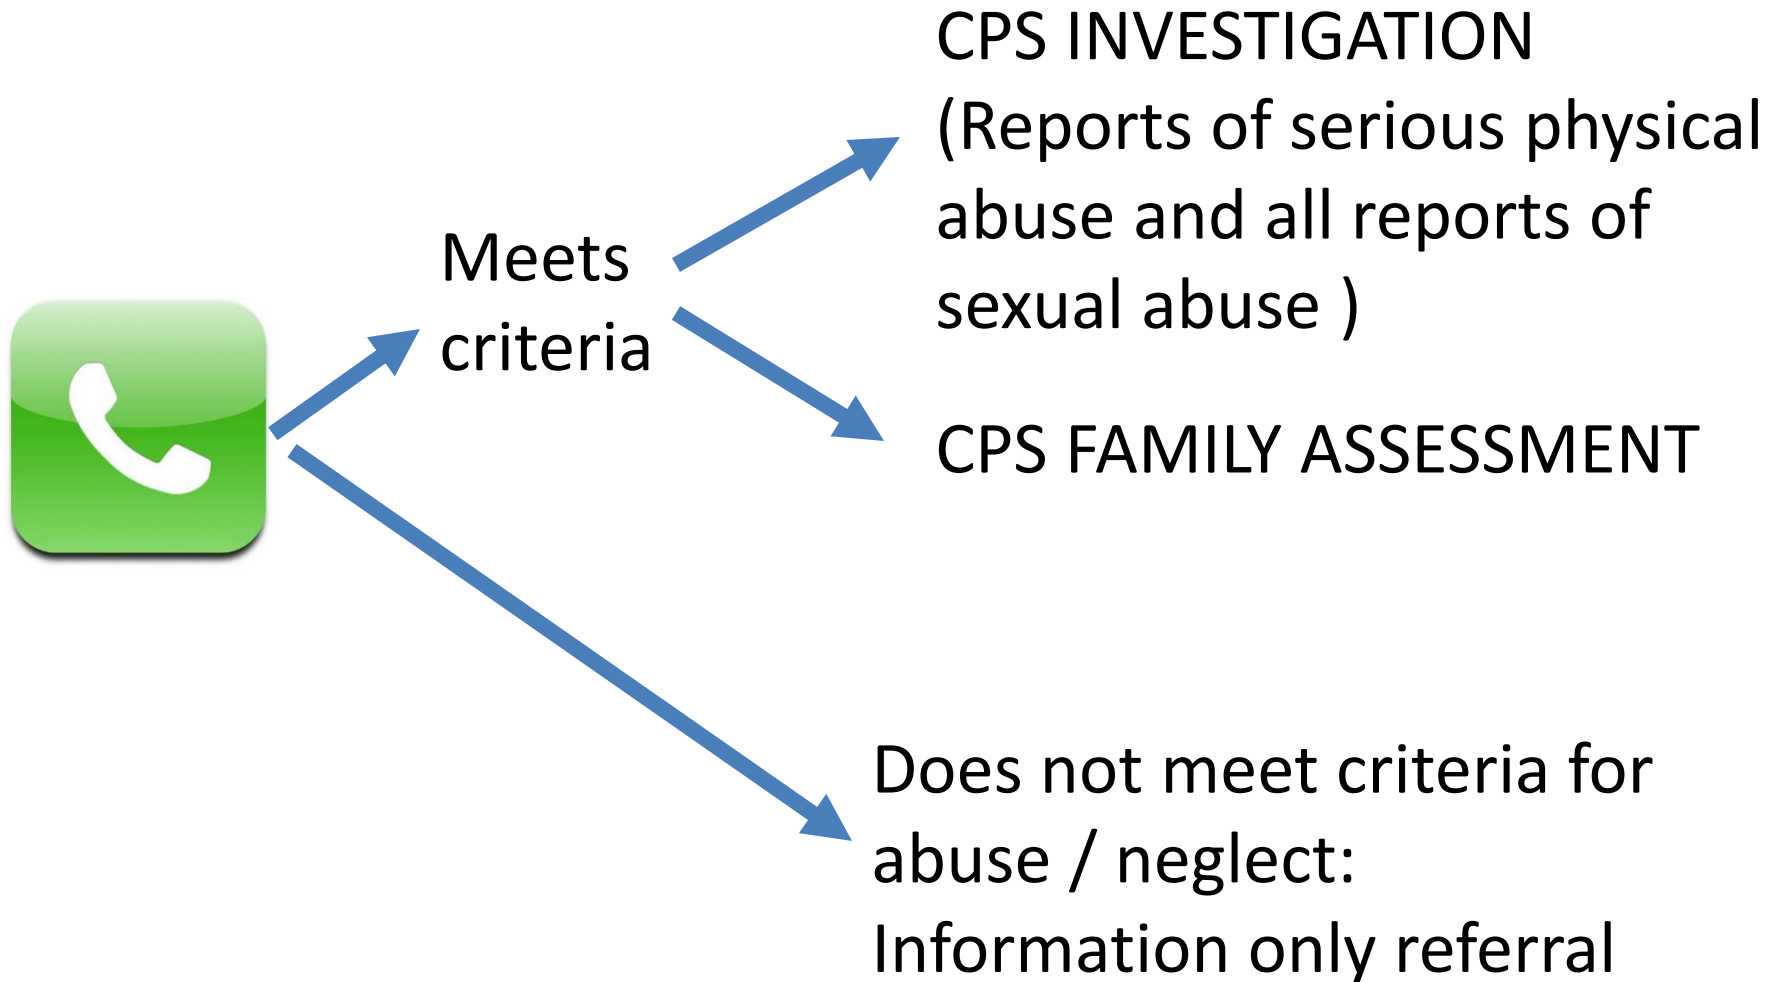 CPS INVESTIGATION
(Reports of serious physical
abuse and all reports of
sexual abuse )
Meets
criteria
CPS FAMILY ASSESSMENT
Does not meet criteria for
abuse / neglect:
Information only referral